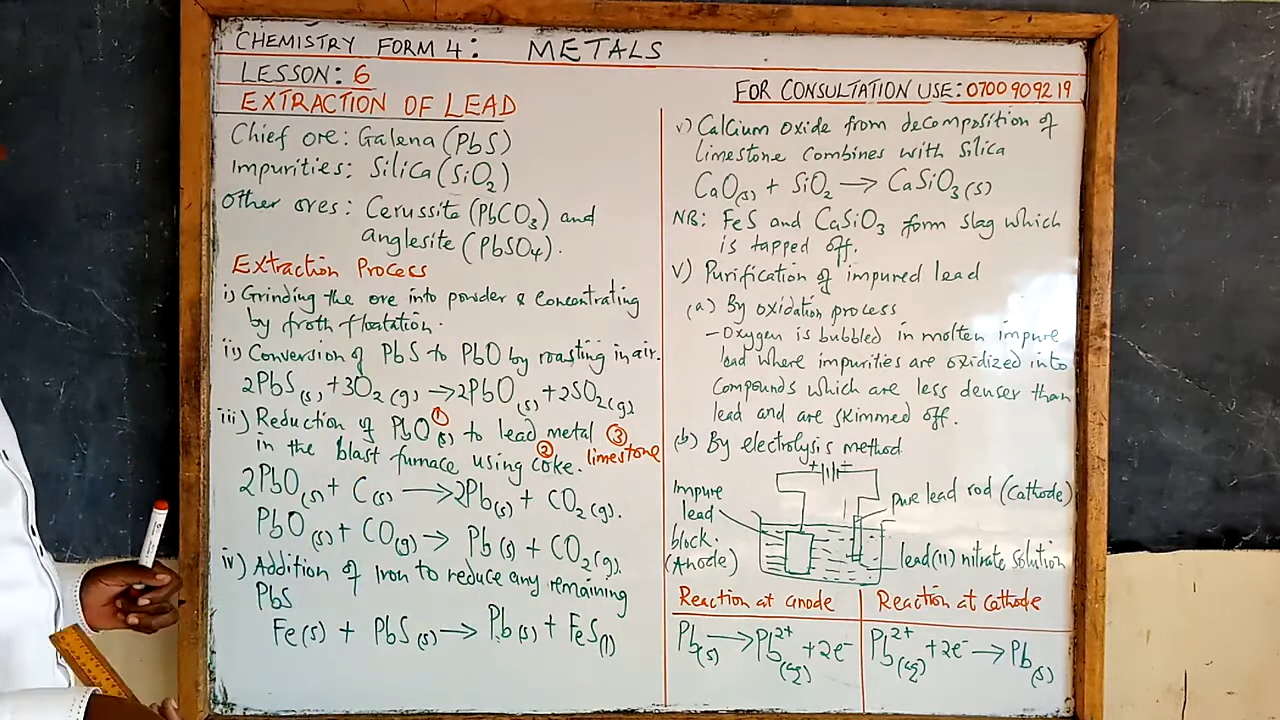 CHEMISTRY FORM 4: METALS
LESSON: 6
EXTRACTION OF LEAD
Chief ore: Galena (PbS)
Impurities: Silica (SiO₂)
Other ores: Cerussite (PbCO₃) and
anglesite (PbSO₄).
Extraction Process
i) Grinding the ore into powder & Concentrating
by froth flotation.
ii) Conversion of PbS to PbO by roasting in air.
2PbS(s) + 3O₂(g) → 2PbO(s) + 2SO₂(g)
iii) Reduction of PbO(s) ① to lead metal ③
in the blast furnace using ② coke. limestone
2PbO(s) + C(s) → 2Pb(s) + CO₂(g).
PbO(s) + CO(g) → Pb(s) + CO₂(g).
iv) Addition of Iron to reduce any remaining
PbS
Fe(s) + PbS(s) → Pb(s) + FeS(l)
FOR CONSULTATION USE: 0700 909219
v) Calcium oxide from decomposition of
limestone combines with silica
CaO(s) + SiO₂ → CaSiO₃(s)
NB: FeS and CaSiO₃ form slag which
is tapped off.
V) Purification of impured lead
(a) By oxidation process
- Oxygen is bubbled in molten impure
lead where impurities are oxidized into
compounds which are less denser than
lead and are skimmed off.
(b) By electrolysis method
+ −
Impure
lead
block.
(Anode)
pure lead rod (Cathode)
lead(II) nitrate solution
Reaction at anode
Reaction at cathode
Pb(s) → Pb²⁺(aq) + 2e⁻
Pb²⁺(aq) + 2e⁻ → Pb(s)